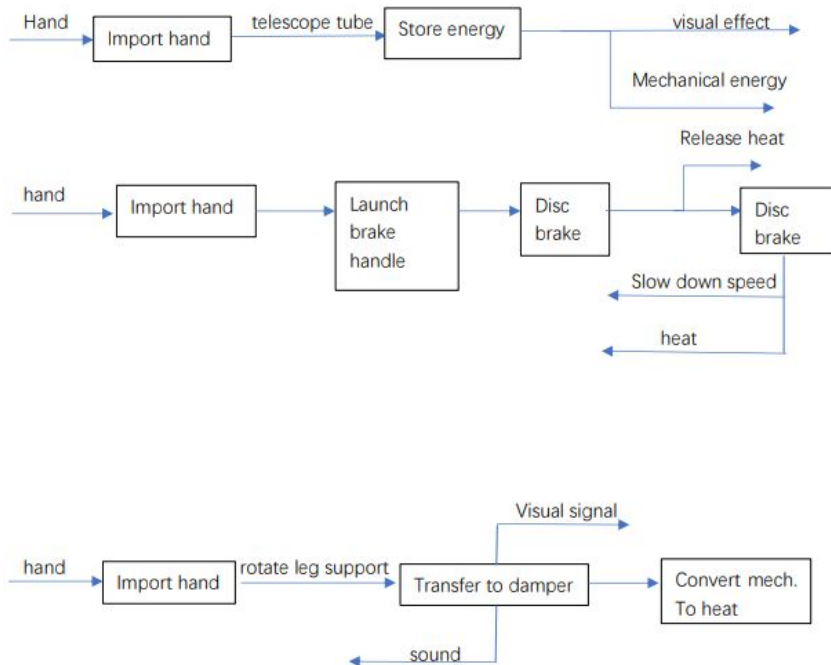 Hand
Import hand
telescope tube
Store energy
visual effect
Mechanical energy
Release heat
hand
Import hand
Launch
brake
handle
Disc
brake
Disc
brake
Slow down speed
heat
Visual signal
hand
Import hand
rotate leg support
Transfer to damper
Convert mech.
To heat
sound